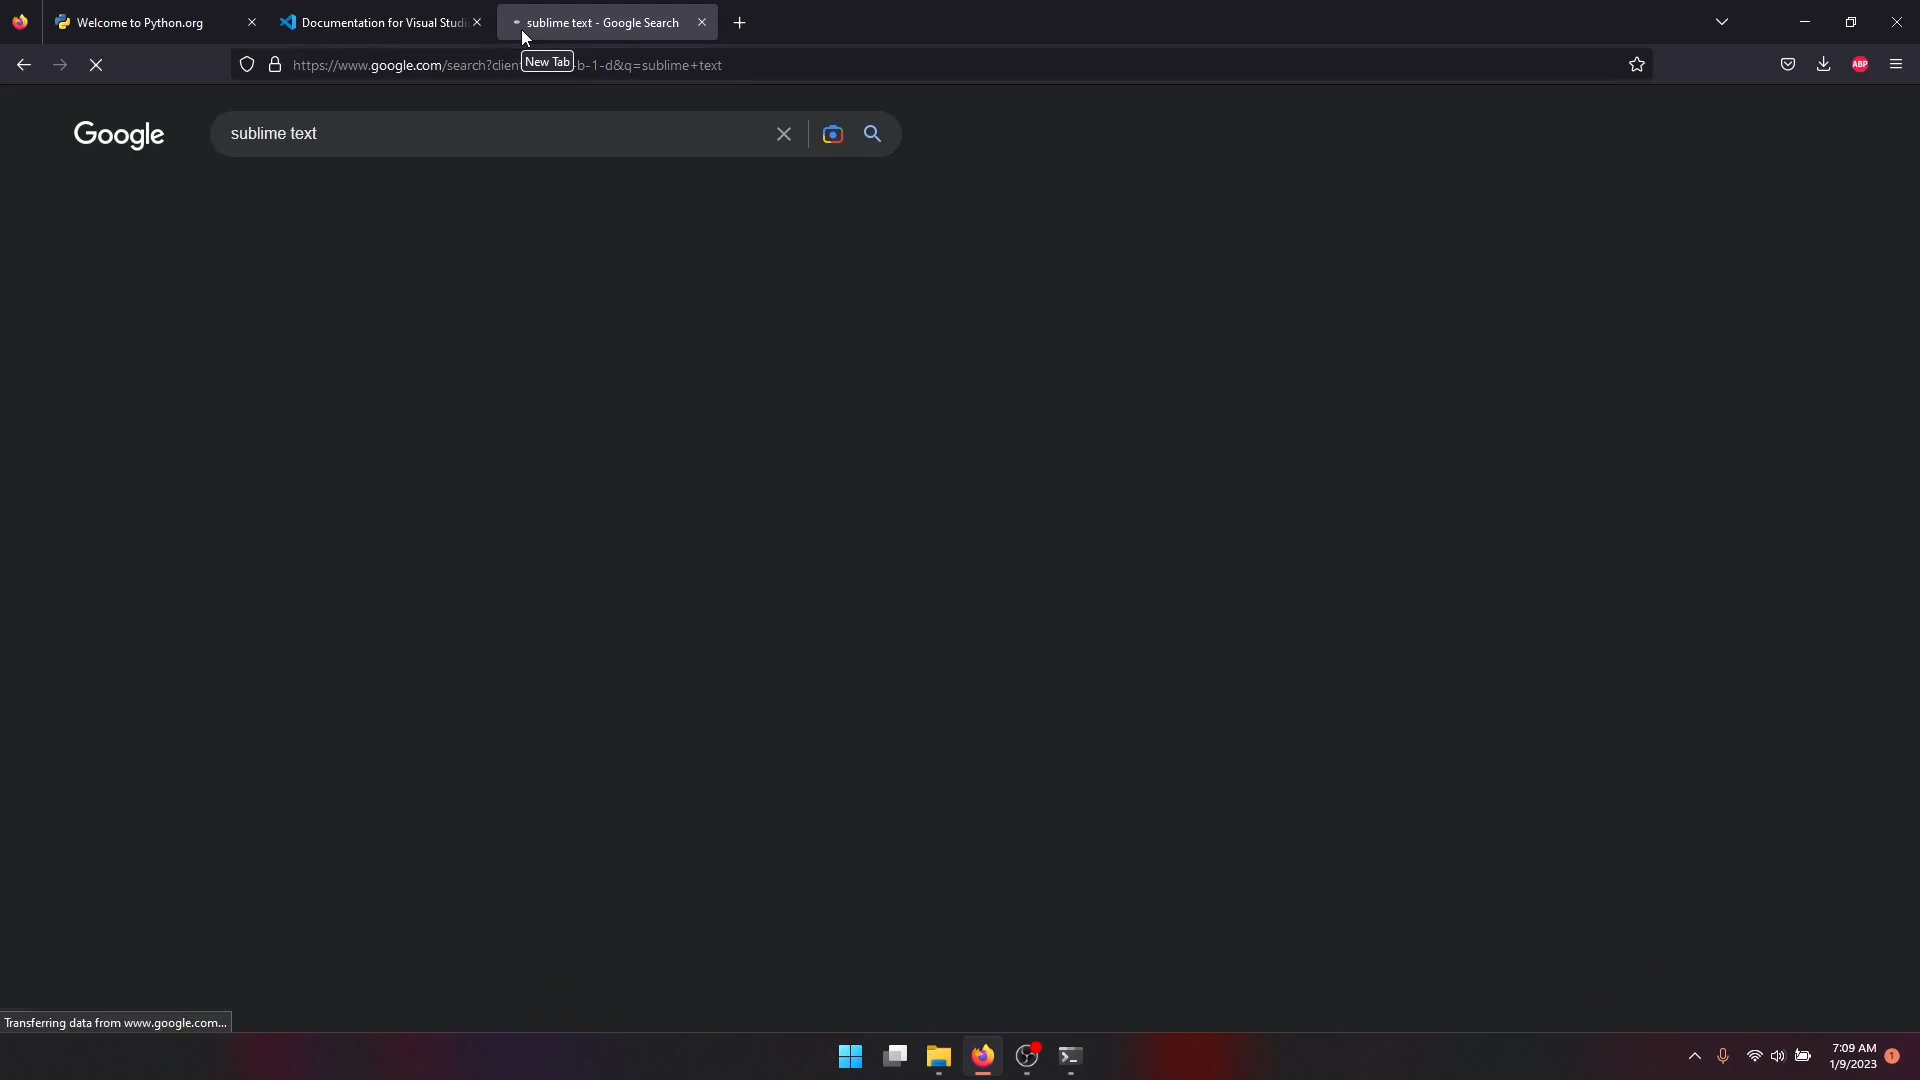 Welcome to Python.org
Documentation for Visual Studi
sublime text - Google Search
https://www.google.com/search?clien
-b-1-d&q=sublime+text
New Tab
ABP
Google
sublime text
Transferring data from www.google.com...
7:09 AM
1/9/2023
1